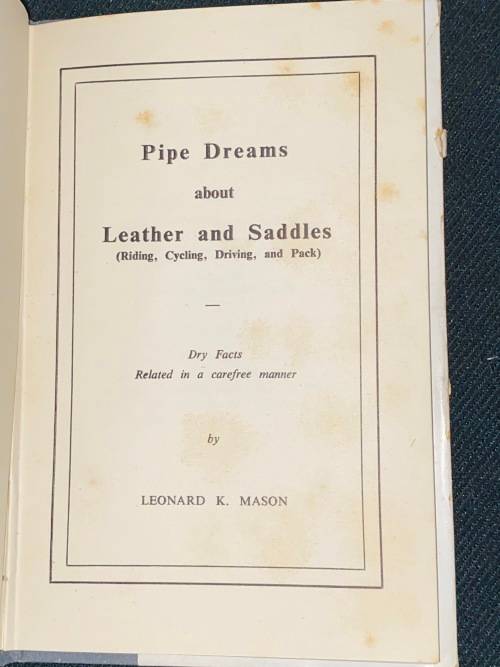 Pipe Dreams
about
Leather and Saddles
(Riding, Cycling, Driving, and Pack)
—
Dry Facts
Related in a carefree manner
by
LEONARD K. MASON